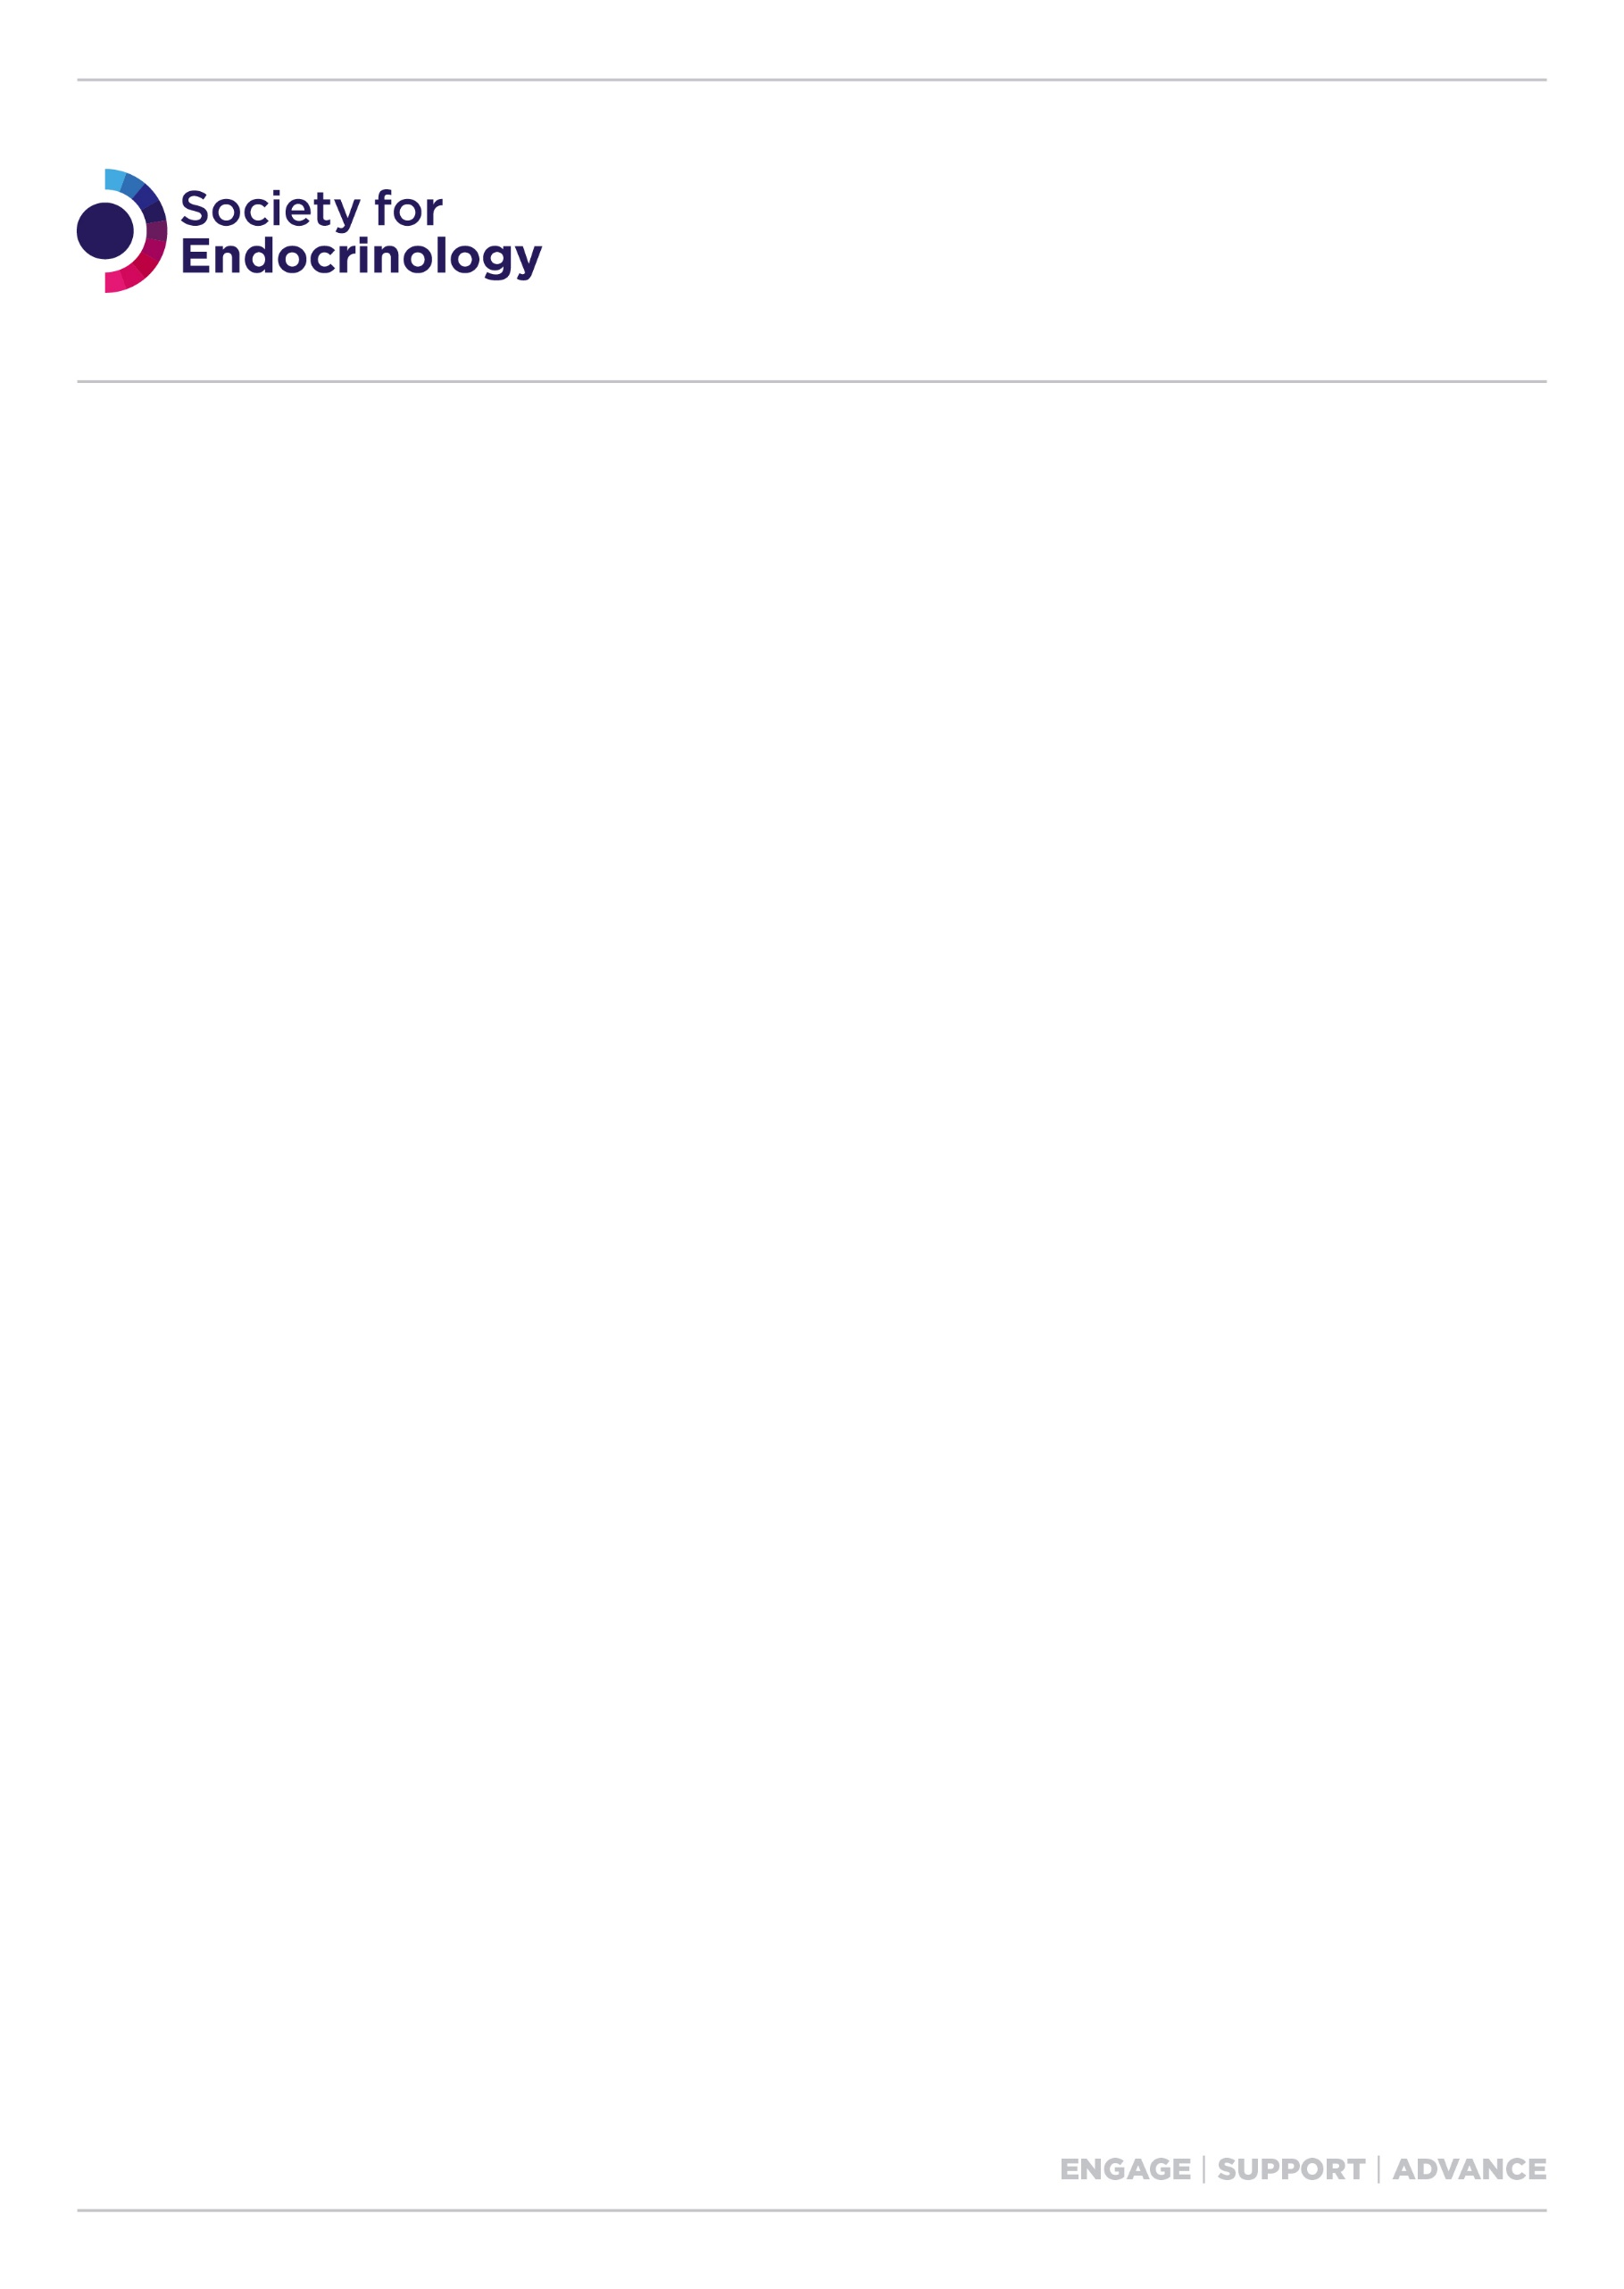 Society for
Endocrinology
ENGAGE | SUPPORT | ADVANCE